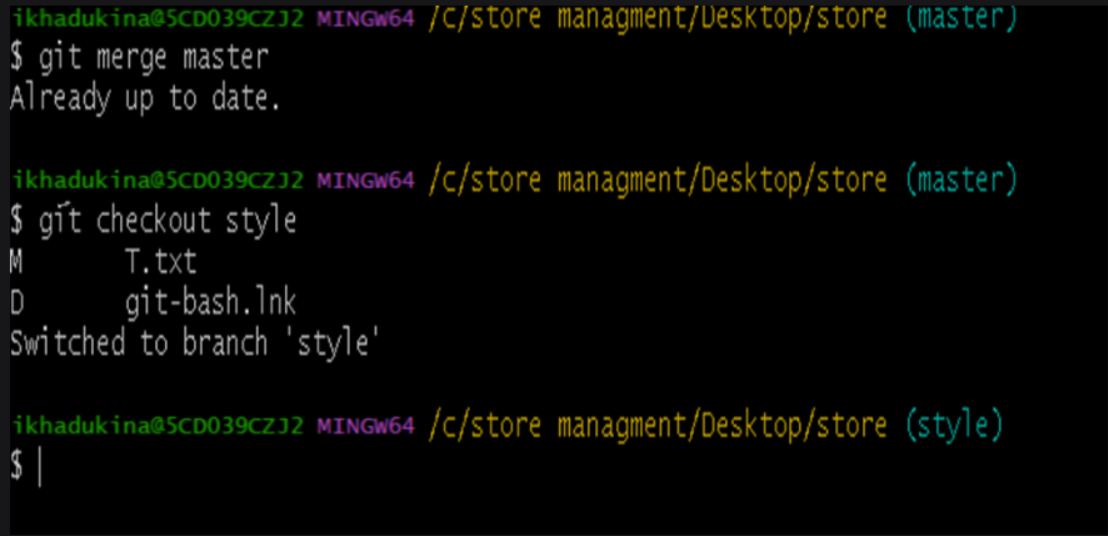 ikhadukina@5CD039CZJ2 MINGW64 /c/store managment/Desktop/store (master)
$ git merge master
Already up to date.
ikhadukina@5CD039CZJ2 MINGW64 /c/store managment/Desktop/store (master)
$ git checkout style
M T.txt
D git-bash.lnk
Switched to branch 'style'
ikhadukina@5CD039CZJ2 MINGW64 /c/store managment/Desktop/store (style)
$